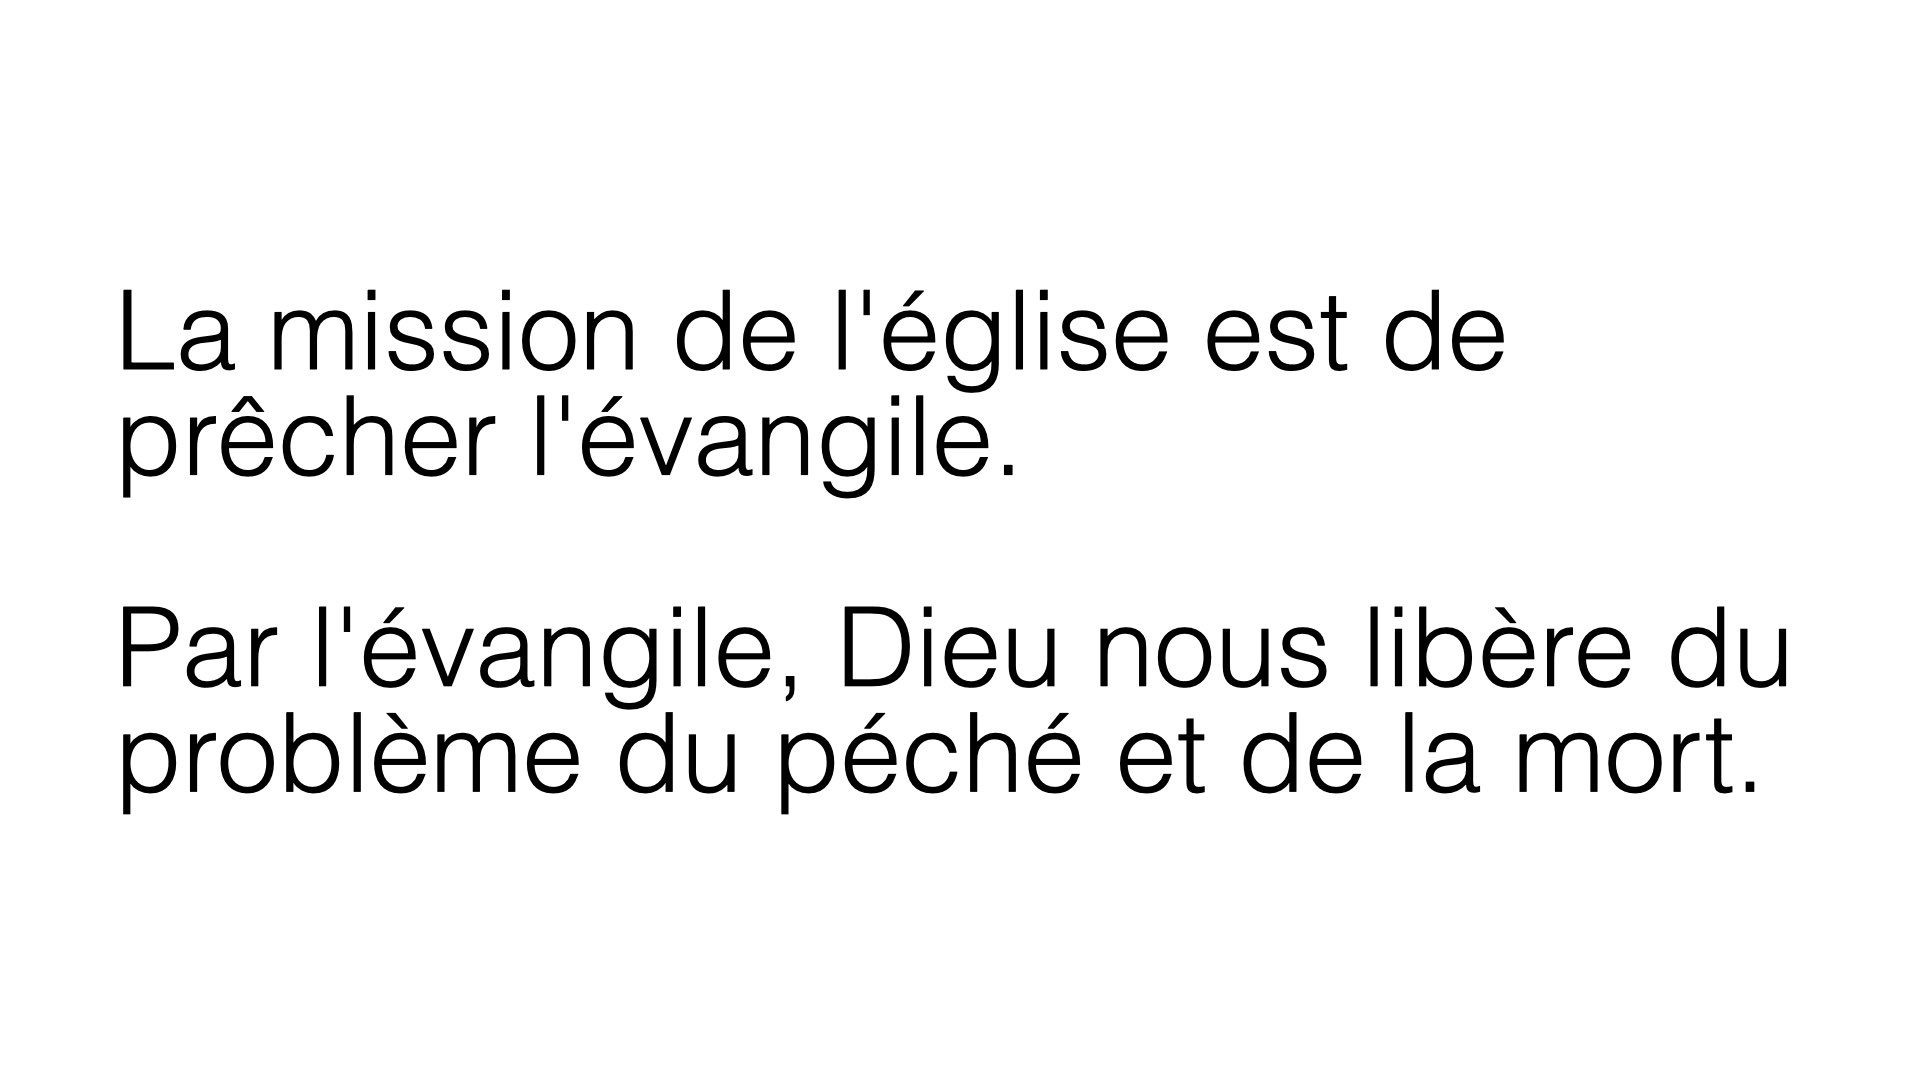 La mission de l'église est de
prêcher l'évangile.
Par l'évangile, Dieu nous libère du
problème du péché et de la mort.